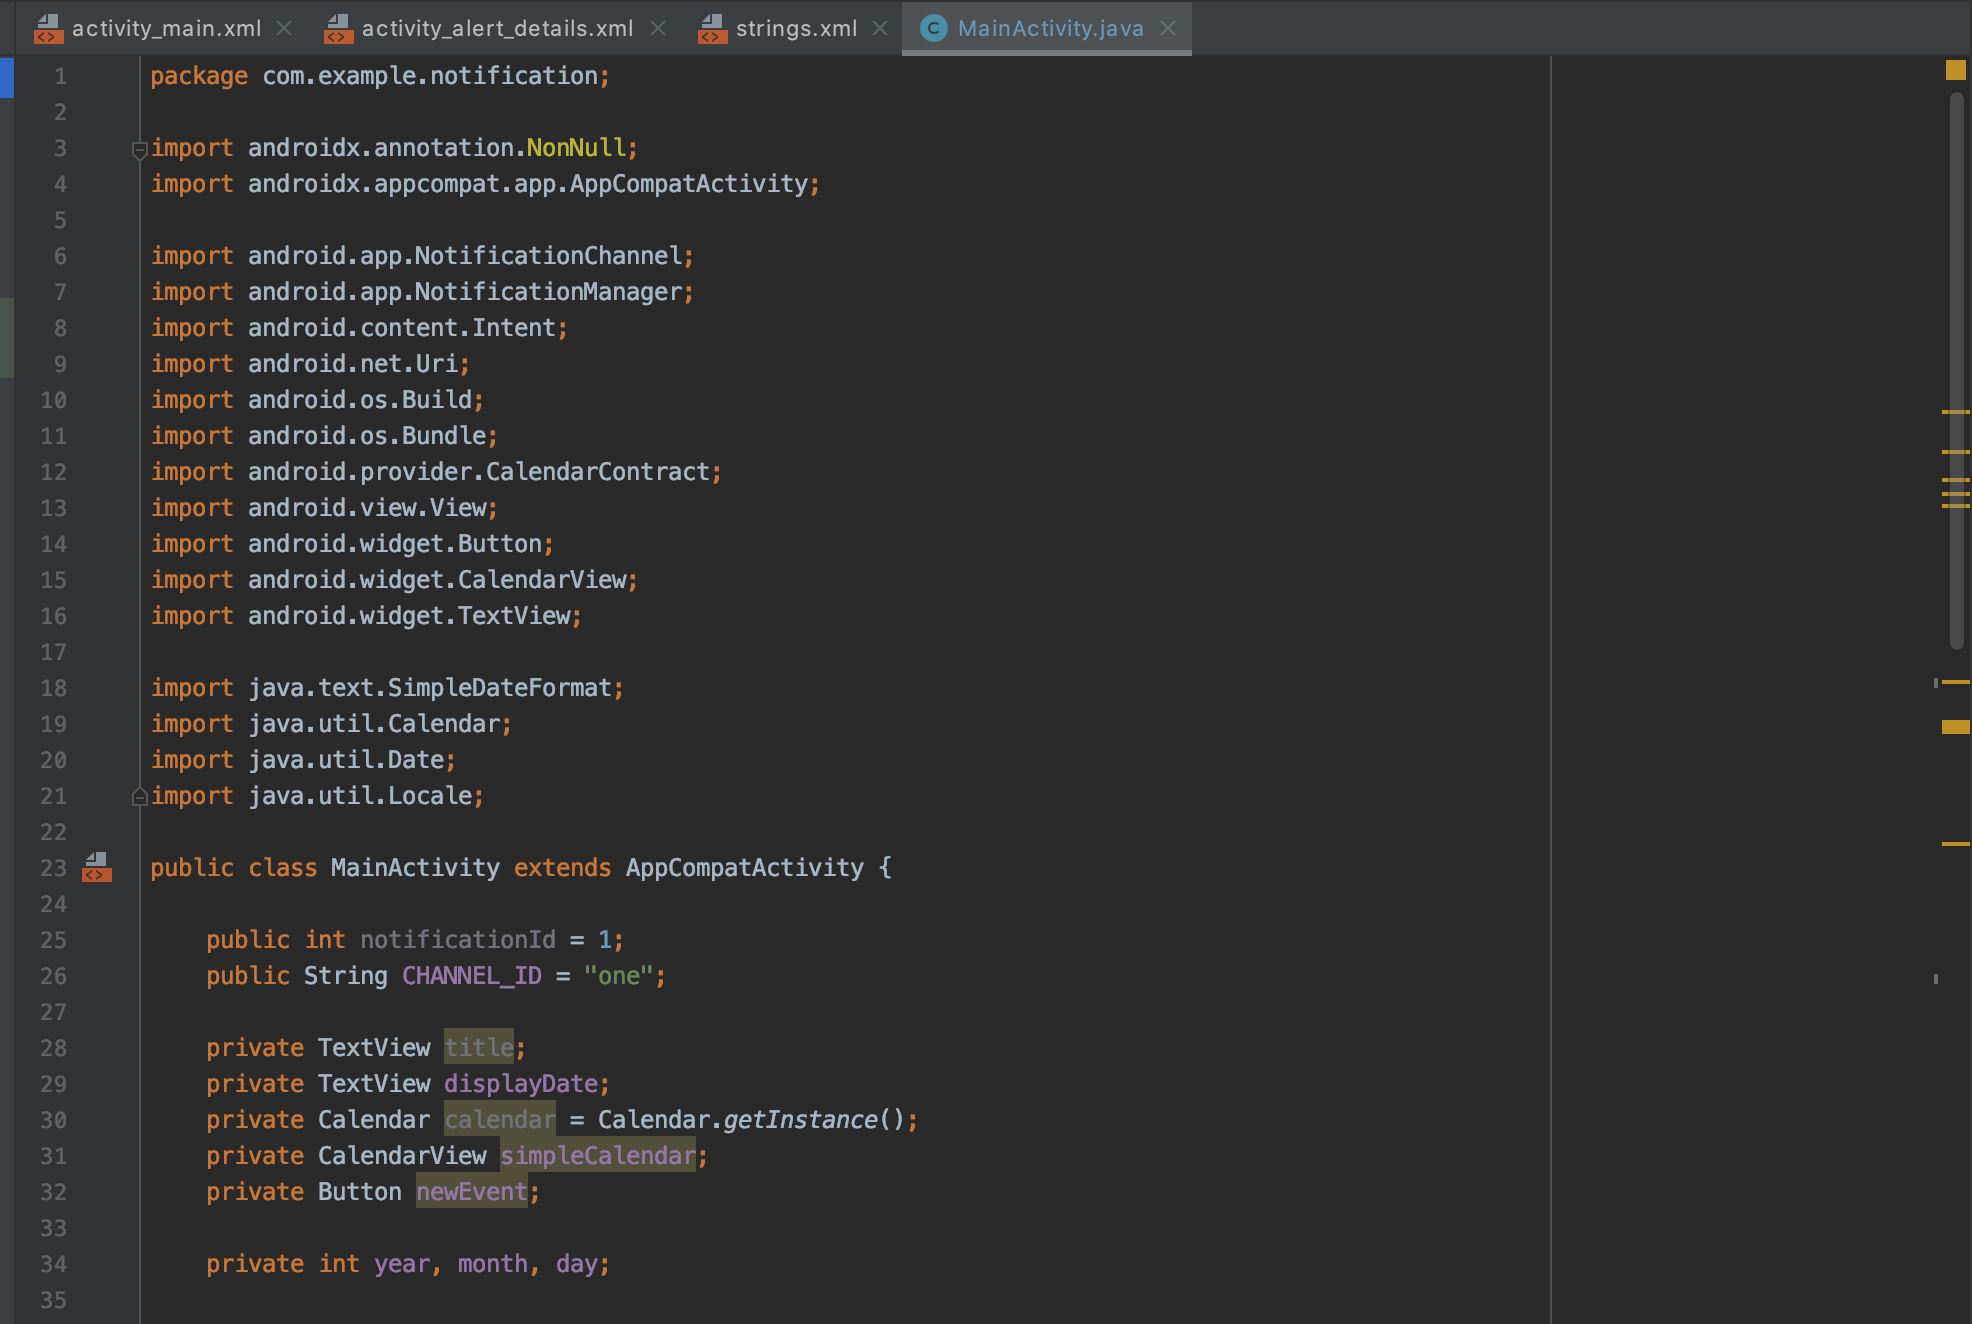 activity_main.xml activity_alert_details.xml strings.xml MainActivity.java
1 package com.example.notification;
2
3 import androidx.annotation.NonNull;
4 import androidx.appcompat.app.AppCompatActivity;
5
6 import android.app.NotificationChannel;
7 import android.app.NotificationManager;
8 import android.content.Intent;
9 import android.net.Uri;
10 import android.os.Build;
11 import android.os.Bundle;
12 import android.provider.CalendarContract;
13 import android.view.View;
14 import android.widget.Button;
15 import android.widget.CalendarView;
16 import android.widget.TextView;
17
18 import java.text.SimpleDateFormat;
19 import java.util.Calendar;
20 import java.util.Date;
21 import java.util.Locale;
22
23 public class MainActivity extends AppCompatActivity {
24
25 public int notificationId = 1;
26 public String CHANNEL_ID = "one";
27
28 private TextView title;
29 private TextView displayDate;
30 private Calendar calendar = Calendar.getInstance();
31 private CalendarView simpleCalendar;
32 private Button newEvent;
33
34 private int year, month, day;
35